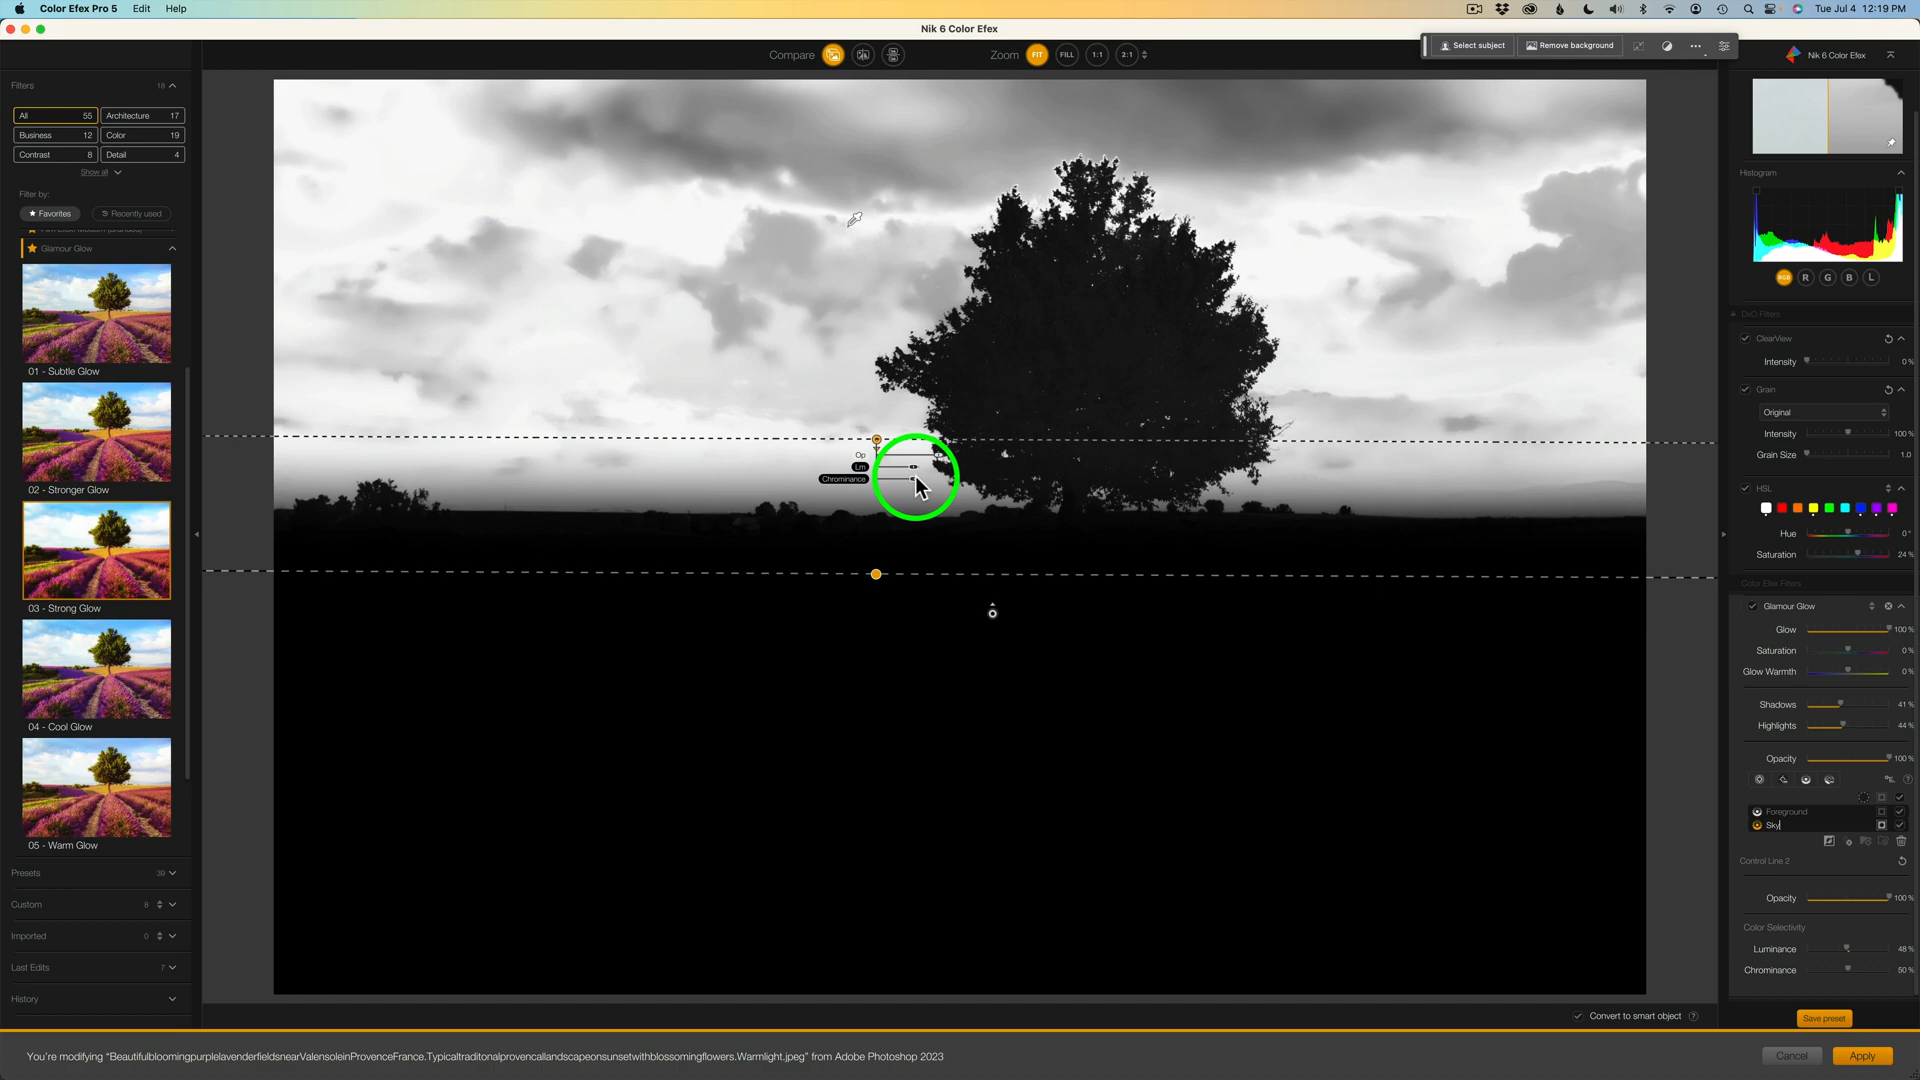 Color Efex Pro 5 Edit Help
Tue Jul 4 12:19 PM
Nik 6 Color Efex
Compare
Zoom FIT FILL 1:1 2:1
Select subject Remove background
Nik 6 Color Efex
Filters 18
All 55 Architecture 17
Business 12 Color 19
Contrast 8 Detail 4
Show all
Filter by:
Favorites Recently used
Glamour Glow
01 - Subtle Glow
02 - Stronger Glow
03 - Strong Glow
04 - Cool Glow
05 - Warm Glow
Presets 39
Custom 8
Imported 0
Last Edits 7
History
Op
Lm
Chrominance
Histogram
RGB R G B L
DxO Filters
ClearView
Intensity 0 %
Grain
Original
Intensity 100 %
Grain Size 1.0
HSL
Hue 0 °
Saturation 24 %
Color Efex Filters
Glamour Glow
Glow 100 %
Saturation 0 %
Glow Warmth 0 %
Shadows 41 %
Highlights 44 %
Opacity 100 %
Foreground
Sky
Control Line 2
Opacity 100 %
Color Selectivity
Luminance 48 %
Chrominance 50 %
Convert to smart object
Save preset
You're modifying "BeautifulbloomingpurplelavenderfieldsnearValensoleinProvenceFrance.Typicaltraditonalprovencallandscapeonsunsetwithblossomingflowers.Warmlight.jpeg" from Adobe Photoshop 2023
Cancel Apply